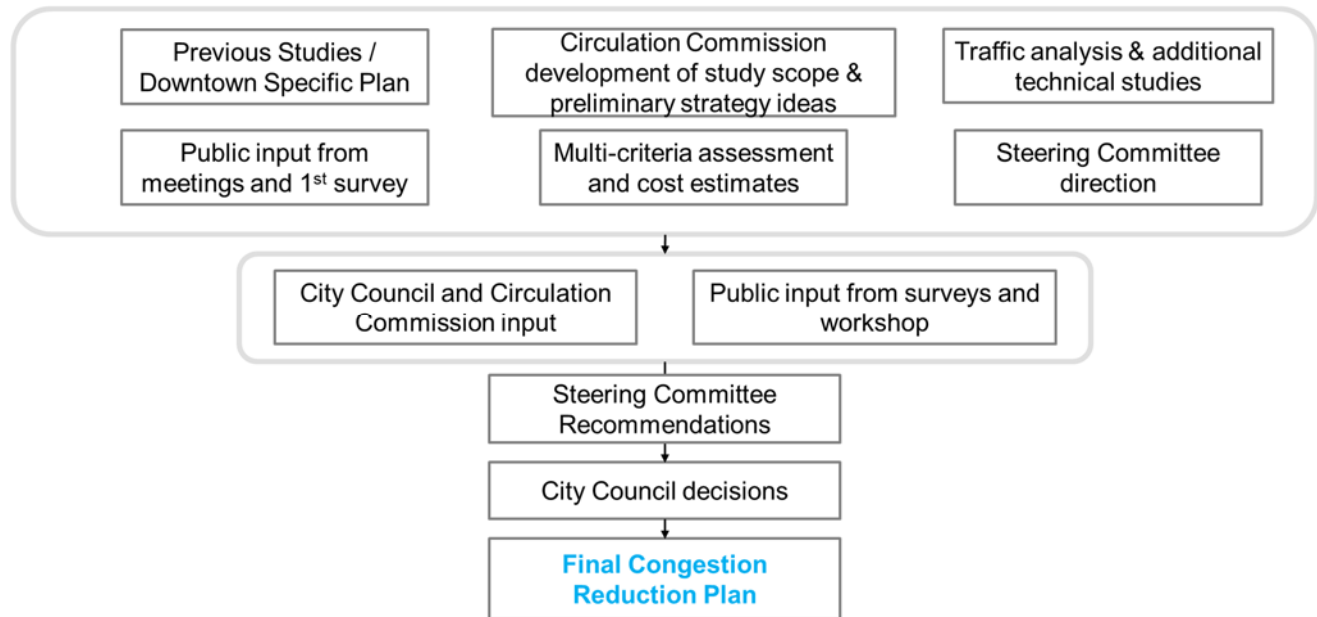 Previous Studies /
Downtown Specific Plan
Circulation Commission
development of study scope &
preliminary strategy ideas
Traffic analysis & additional
technical studies
Public input from
meetings and 1st survey
Multi-criteria assessment
and cost estimates
Steering Committee
direction
City Council and Circulation
Commission input
Public input from surveys and
workshop
Steering Committee
Recommendations
City Council decisions
Final Congestion
Reduction Plan